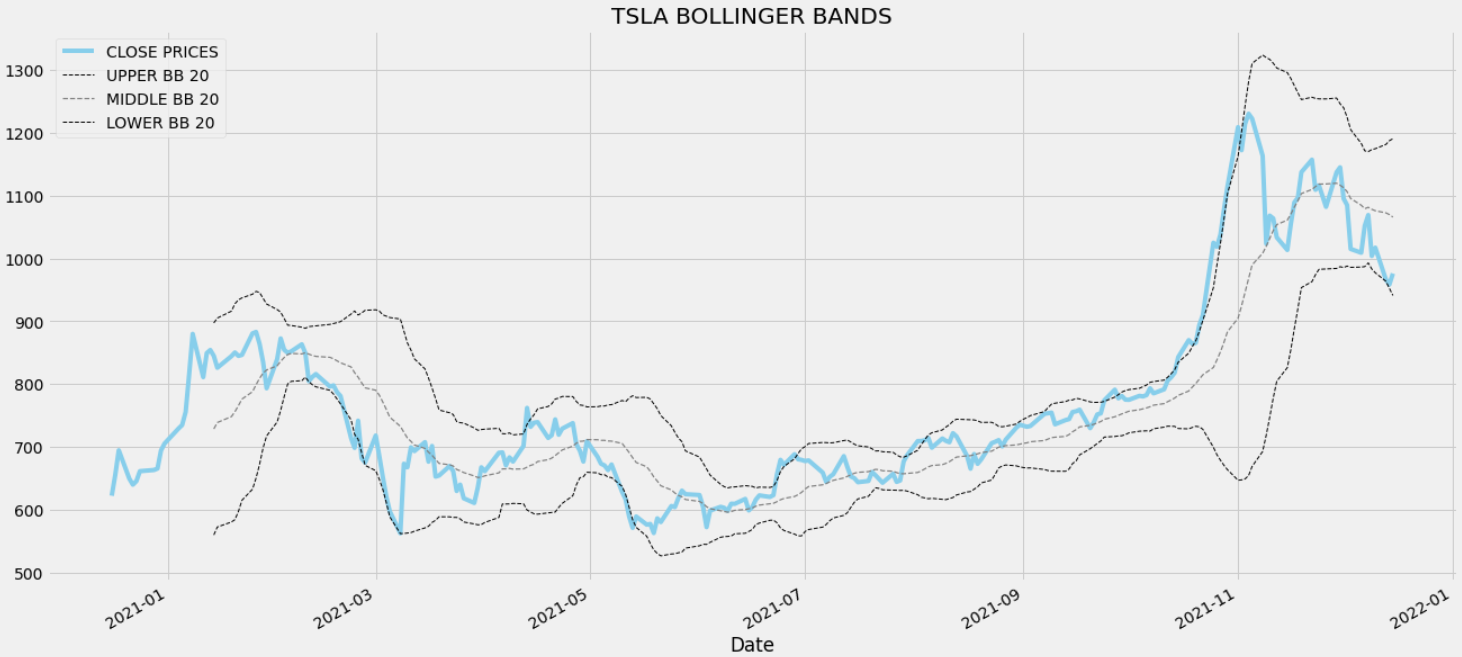 TSLA BOLLINGER BANDS
CLOSE PRICES
UPPER BB 20
MIDDLE BB 20
LOWER BB 20
1300
1200
1100
1000
900
800
700
600
500
2021-01
2021-03
2021-05
2021-07
2021-09
2021-11
2022-01
Date